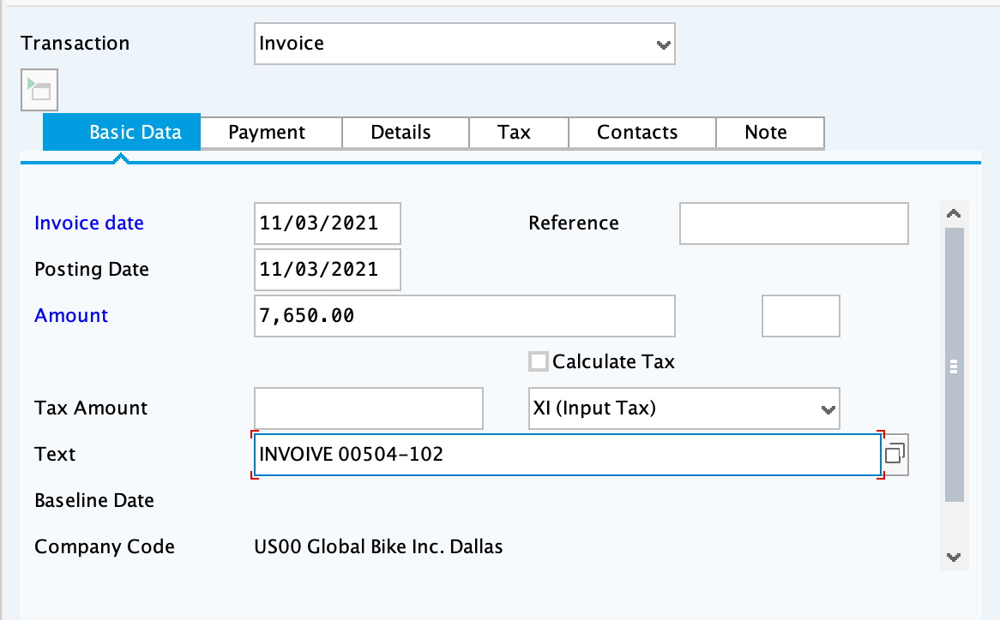 Transaction Invoice
Basic Data Payment Details Tax Contacts Note
Invoice date 11/03/2021 Reference
Posting Date 11/03/2021
Amount 7,650.00
Calculate Tax
Tax Amount XI (Input Tax)
Text INVOIVE 00504-102
Baseline Date
Company Code US00 Global Bike Inc. Dallas